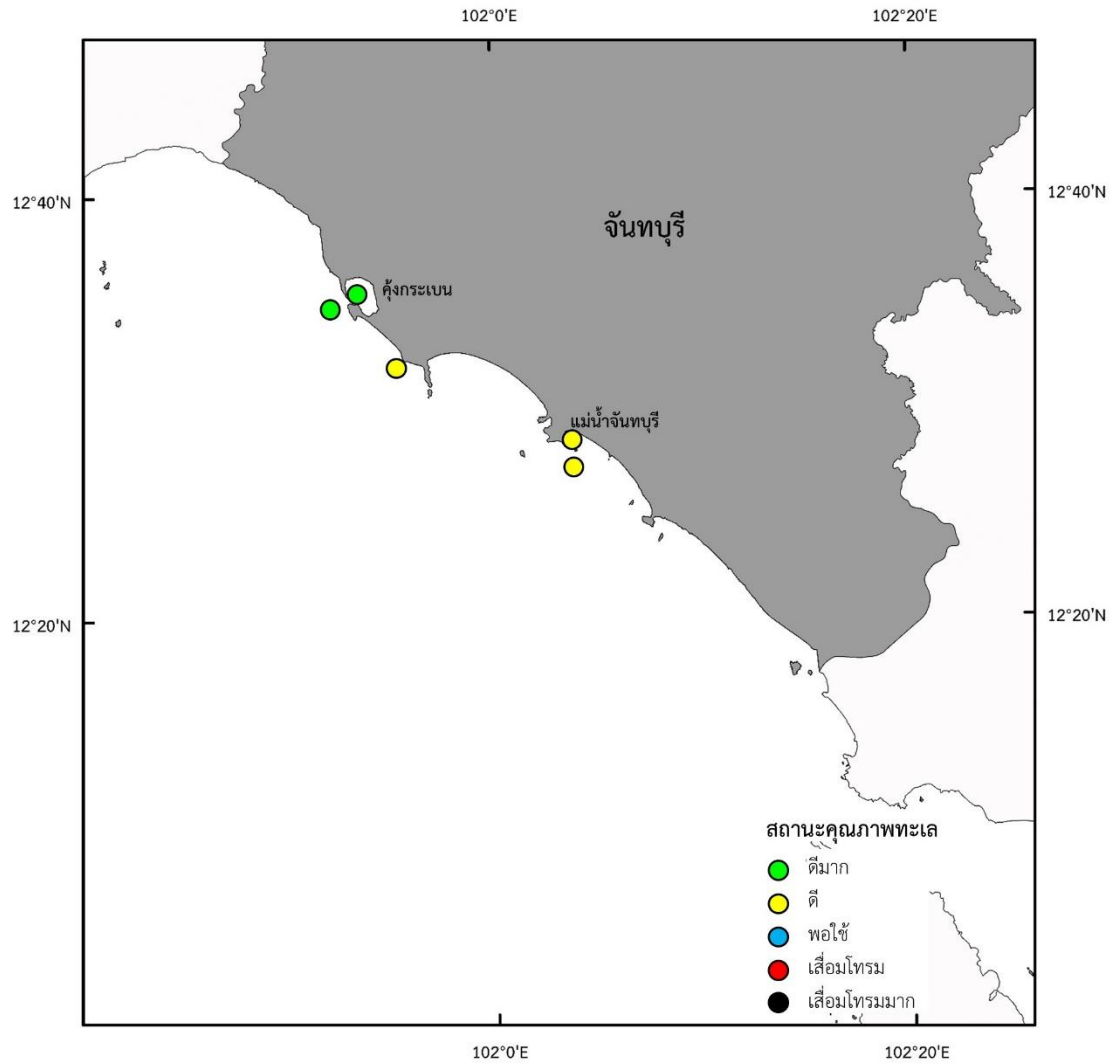 102°0'E 102°20'E
12°40'N 12°40'N
จันทบุรี
คุ้งกระเบน
แม่น้ำจันทบุรี
12°20'N 12°20'N
สถานะคุณภาพทะเล
ดีมาก
ดี
พอใช้
เสื่อมโทรม
เสื่อมโทรมมาก
102°0'E 102°20'E